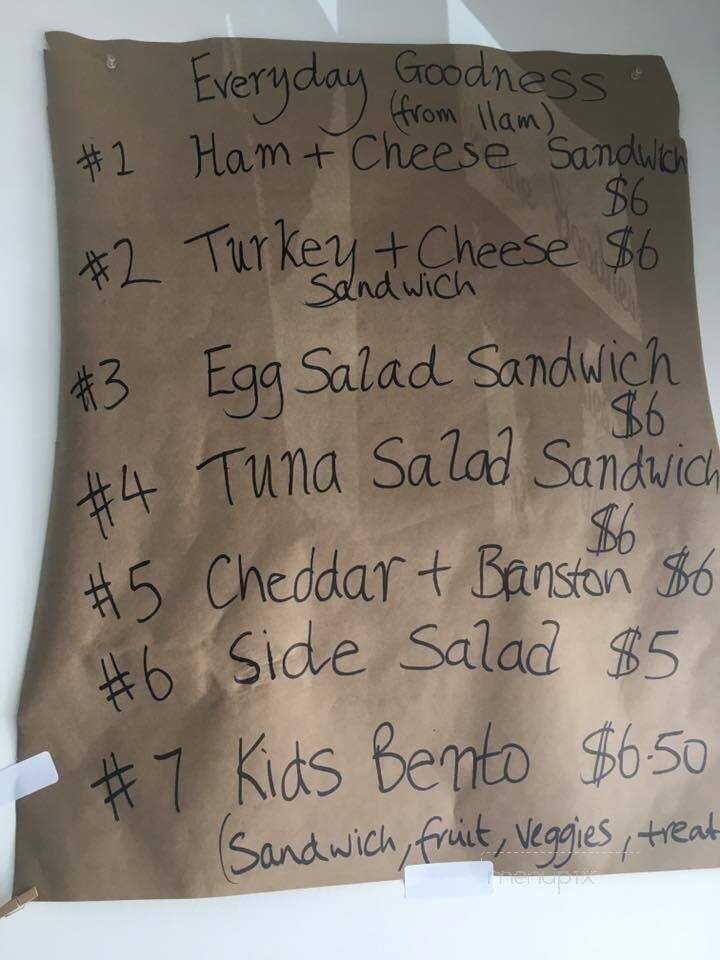 Everyday Goodness
(from 11am)
#1 Ham + Cheese Sandwich
$6
#2 Turkey + Cheese $6
Sandwich
#3 Egg Salad Sandwich
$6
#4 Tuna Salad Sandwich
$6
#5 Cheddar + Branston $6
#6 Side Salad $5
#7 Kids Bento $6.50
(Sandwich, fruit, veggies, treat
menupix